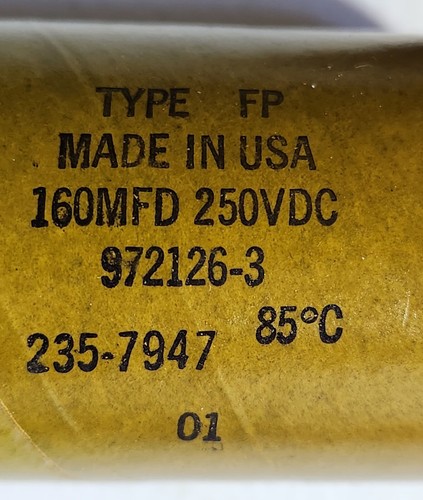 TYPE FP
MADE IN USA
160MFD 250VDC
972126-3
85°C
235-7947
01